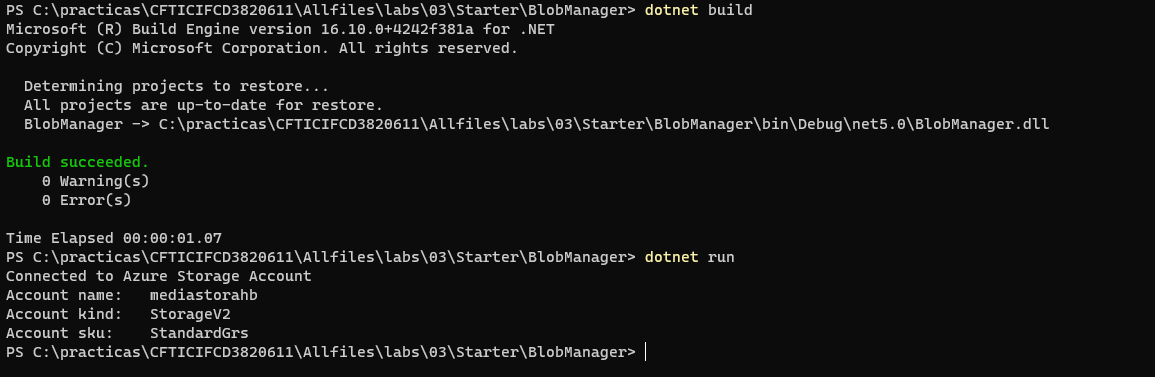 PS C:\practicas\CFTICIFCD3820611\Allfiles\labs\03\Starter\BlobManager> dotnet build
Microsoft (R) Build Engine version 16.10.0+4242f381a for .NET
Copyright (C) Microsoft Corporation. All rights reserved.

  Determining projects to restore...
  All projects are up-to-date for restore.
  BlobManager -> C:\practicas\CFTICIFCD3820611\Allfiles\labs\03\Starter\BlobManager\bin\Debug\net5.0\BlobManager.dll

Build succeeded.
    0 Warning(s)
    0 Error(s)

Time Elapsed 00:00:01.07
PS C:\practicas\CFTICIFCD3820611\Allfiles\labs\03\Starter\BlobManager> dotnet run
Connected to Azure Storage Account
Account name:   mediastorahb
Account kind:   StorageV2
Account sku:    StandardGrs
PS C:\practicas\CFTICIFCD3820611\Allfiles\labs\03\Starter\BlobManager>